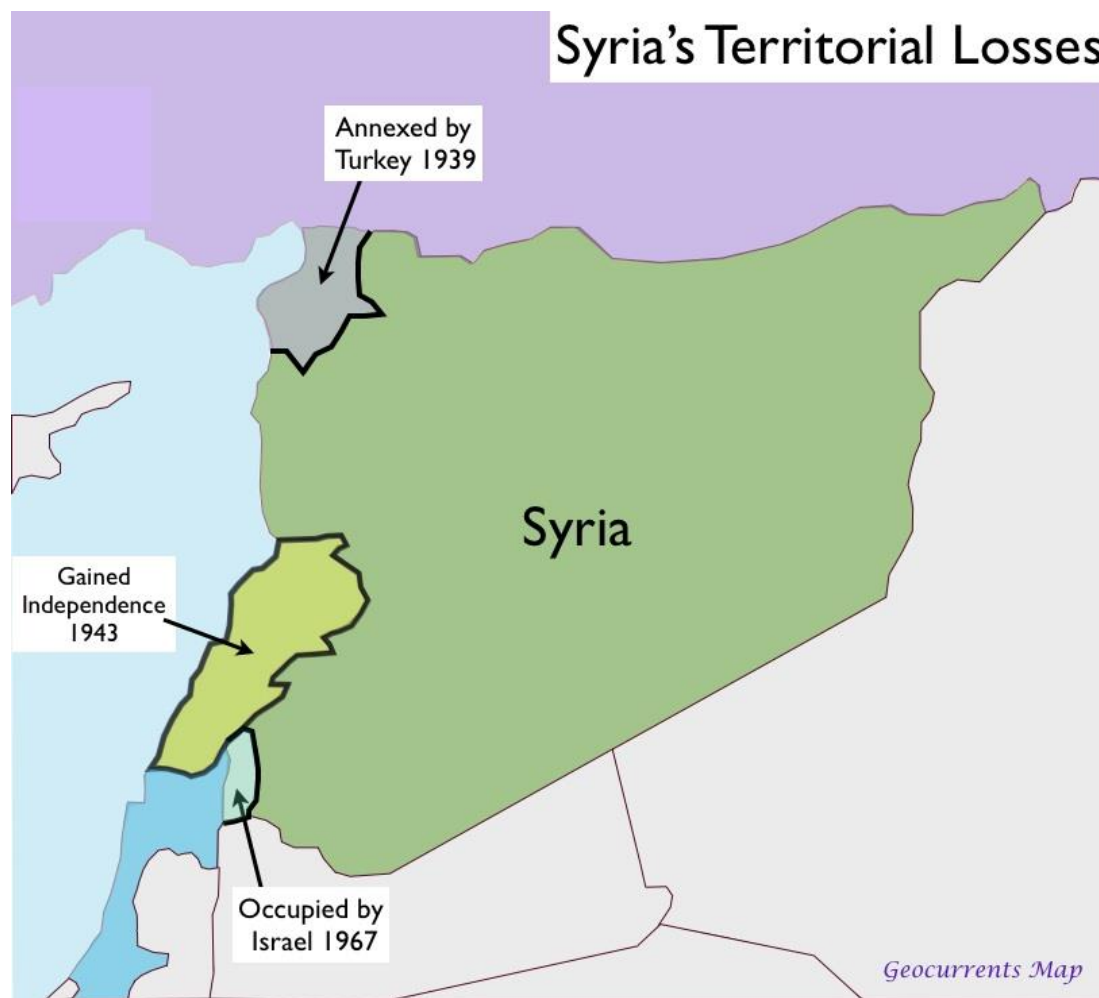 Syria's Territorial Losses
Annexed by
Turkey 1939
Syria
Gained
Independence
1943
Occupied by
Israel 1967
Geocurrents Map